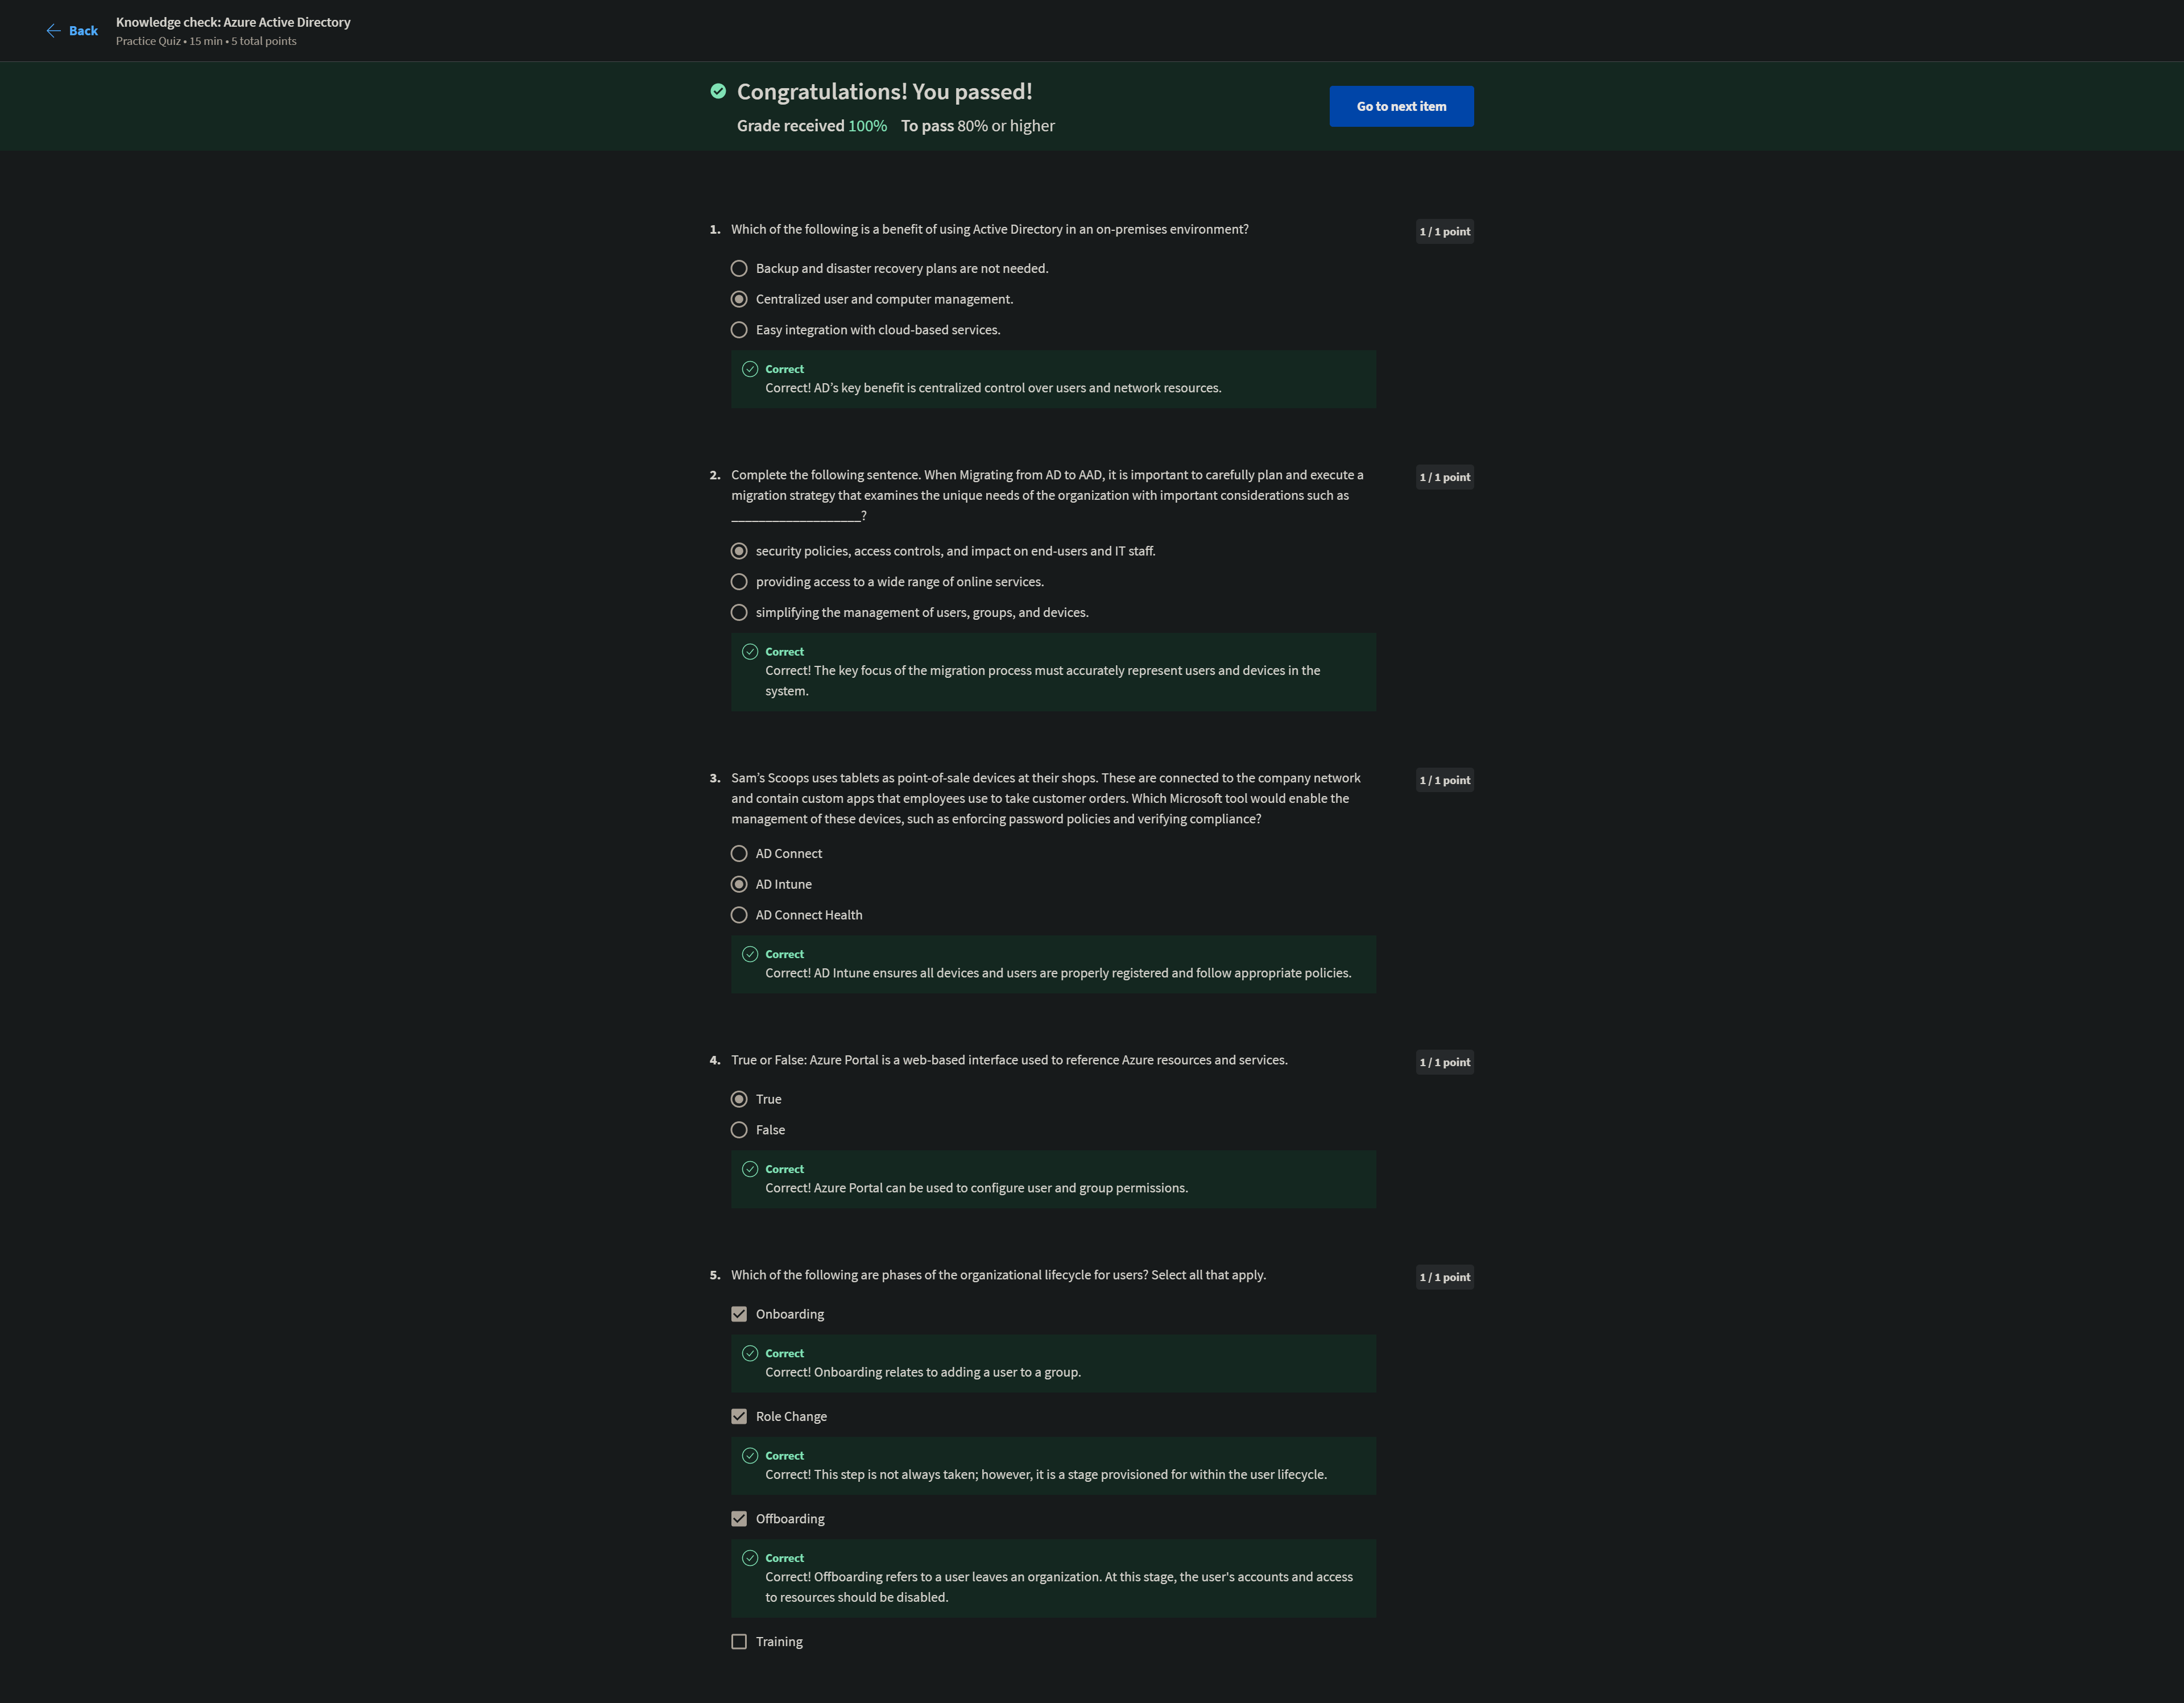 Back
Knowledge check: Azure Active Directory
Practice Quiz • 15 min • 5 total points
Congratulations! You passed!
Grade received 100% To pass 80% or higher
Go to next item
1. Which of the following is a benefit of using Active Directory in an on-premises environment?
1 / 1 point
Backup and disaster recovery plans are not needed.
Centralized user and computer management.
Easy integration with cloud-based services.
Correct
Correct! AD’s key benefit is centralized control over users and network resources.
2. Complete the following sentence. When Migrating from AD to AAD, it is important to carefully plan and execute a
migration strategy that examines the unique needs of the organization with important considerations such as
___________________?
1 / 1 point
security policies, access controls, and impact on end-users and IT staff.
providing access to a wide range of online services.
simplifying the management of users, groups, and devices.
Correct
Correct! The key focus of the migration process must accurately represent users and devices in the
system.
3. Sam’s Scoops uses tablets as point-of-sale devices at their shops. These are connected to the company network
and contain custom apps that employees use to take customer orders. Which Microsoft tool would enable the
management of these devices, such as enforcing password policies and verifying compliance?
1 / 1 point
AD Connect
AD Intune
AD Connect Health
Correct
Correct! AD Intune ensures all devices and users are properly registered and follow appropriate policies.
4. True or False: Azure Portal is a web-based interface used to reference Azure resources and services.
1 / 1 point
True
False
Correct
Correct! Azure Portal can be used to configure user and group permissions.
5. Which of the following are phases of the organizational lifecycle for users? Select all that apply.
1 / 1 point
Onboarding
Correct
Correct! Onboarding relates to adding a user to a group.
Role Change
Correct
Correct! This step is not always taken; however, it is a stage provisioned for within the user lifecycle.
Offboarding
Correct
Correct! Offboarding refers to a user leaves an organization. At this stage, the user's accounts and access
to resources should be disabled.
Training